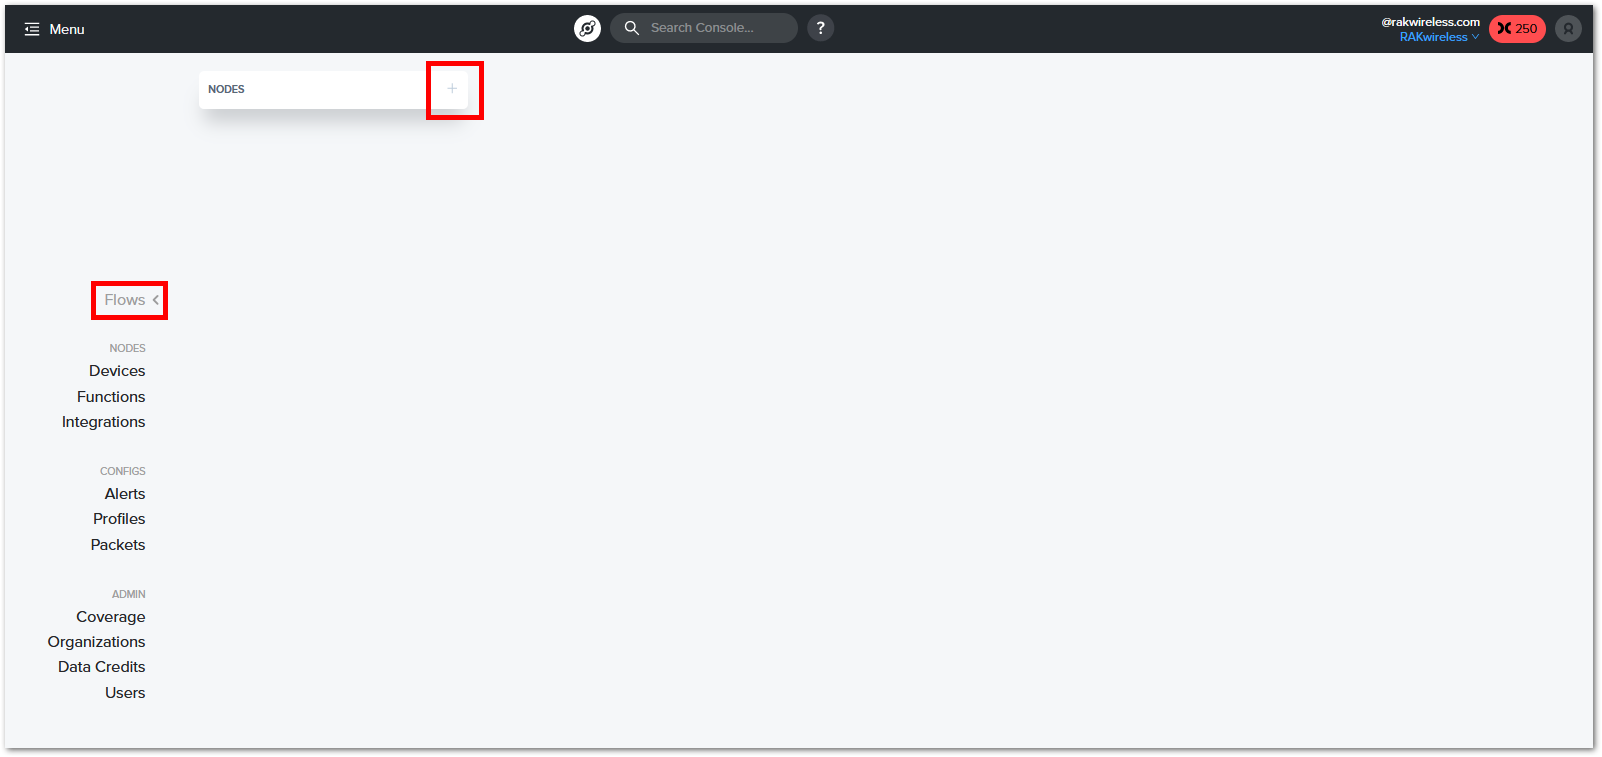 Menu
Search Console...
?
@rakwireless.com
RAKwireless
250
NODES
+
Flows
NODES
Devices
Functions
Integrations
CONFIGS
Alerts
Profiles
Packets
ADMIN
Coverage
Organizations
Data Credits
Users